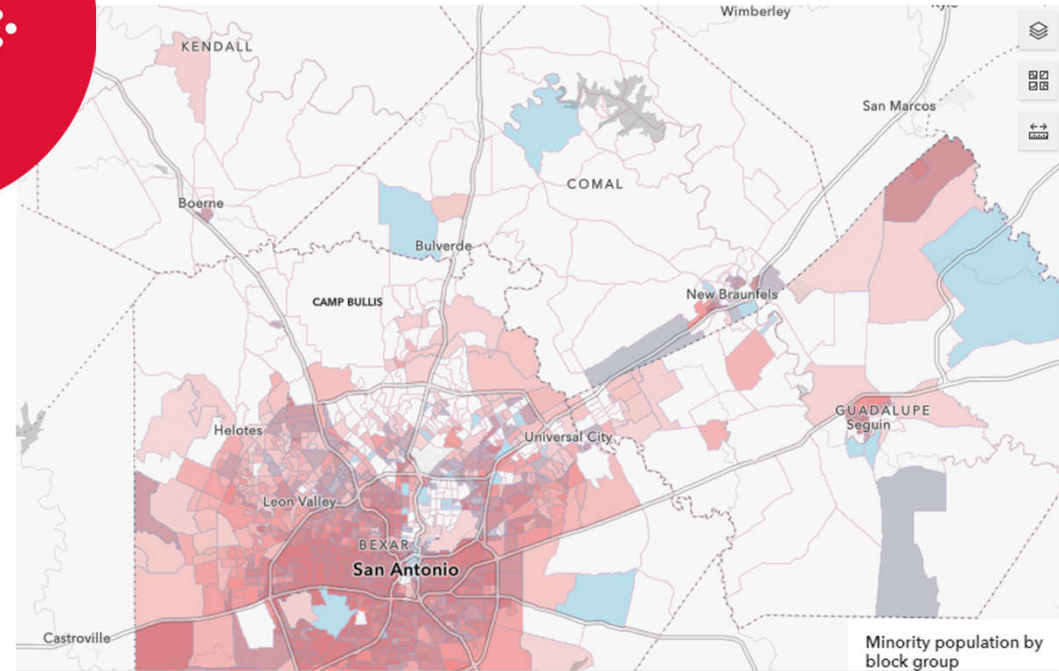 Wimberley
KENDALL
San Marcos
COMAL
Boerne
Bulverde
CAMP BULLIS
New Braunfels
GUADALUPE
Seguin
Helotes
Universal City
Leon Valley
BEXAR
San Antonio
Castroville
Minority population by
block group